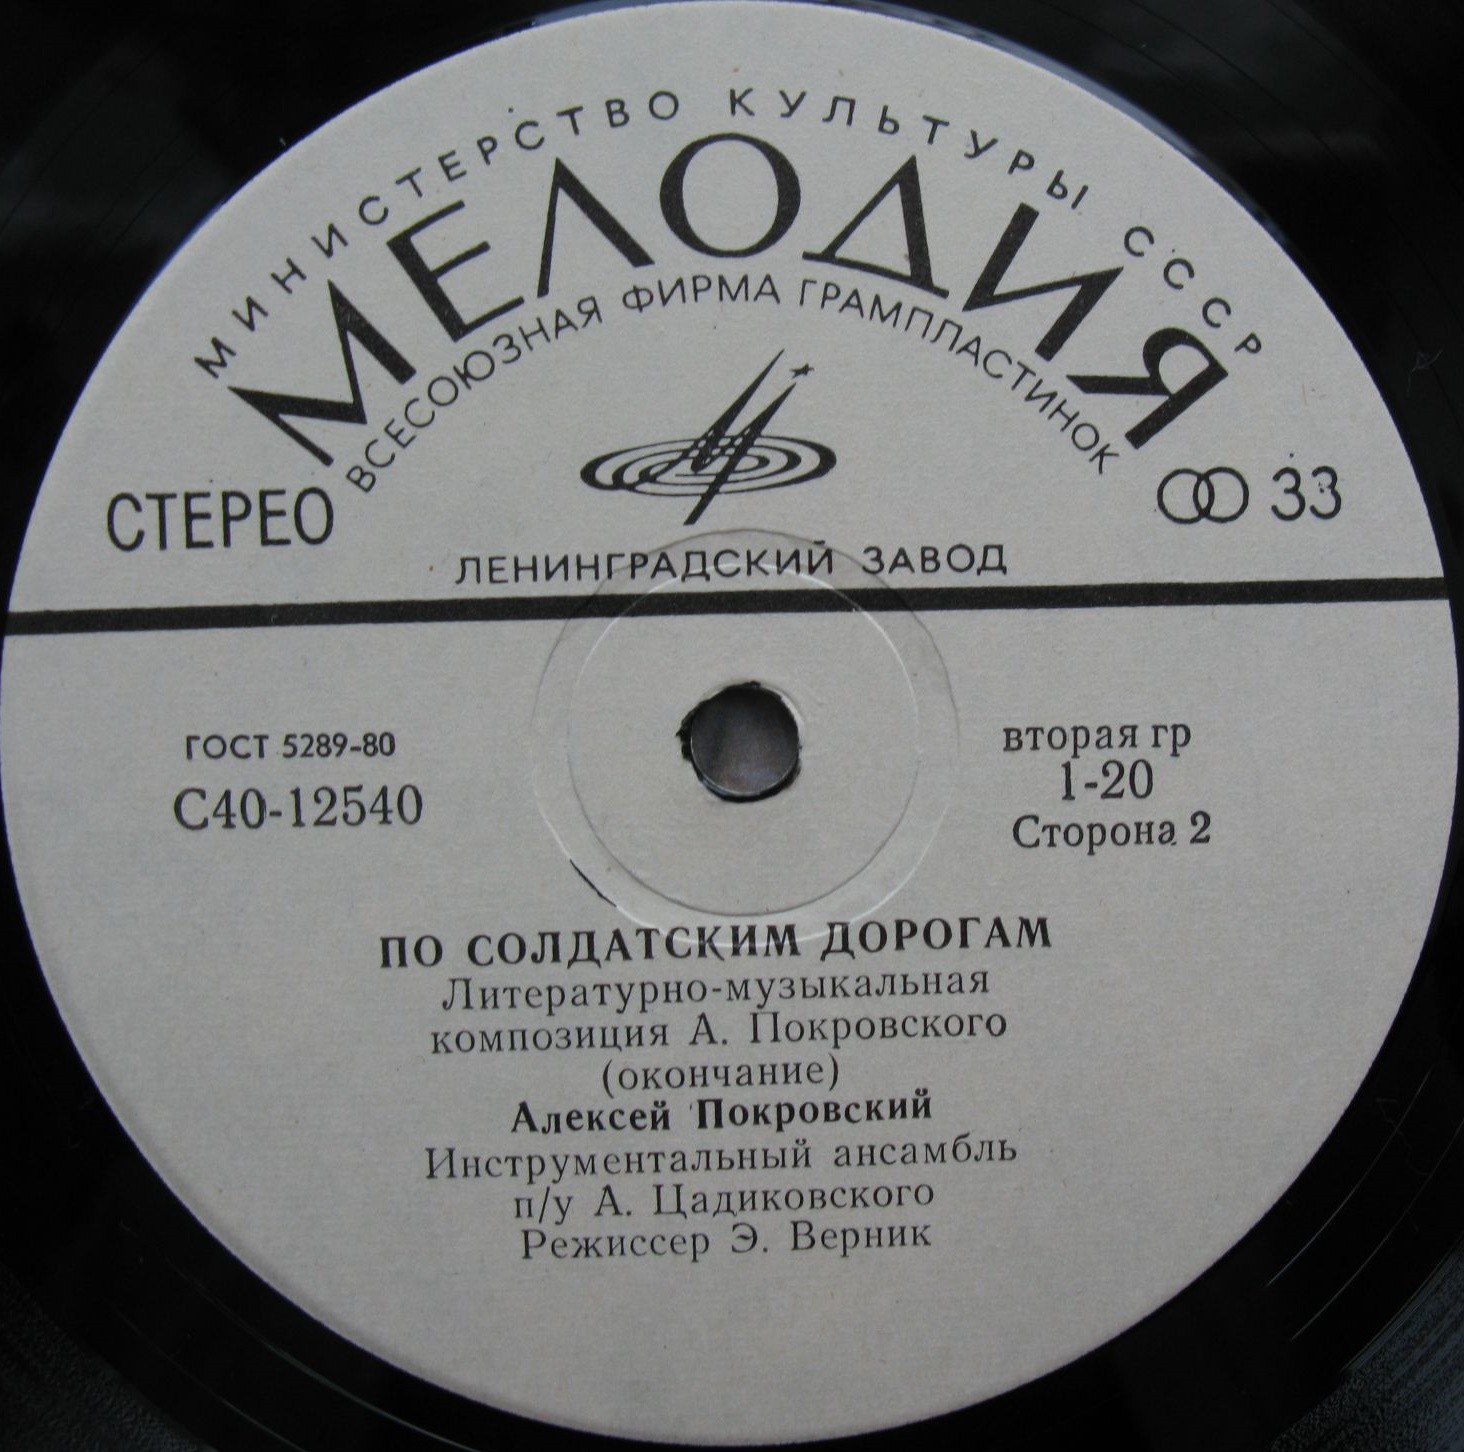 МИНИСТЕРСТВО КУЛЬТУРЫ СССР
МЕЛОДИЯ
ВСЕСОЮЗНАЯ ФИРМА ГРАМПЛАСТИНОК
СТЕРЕО
33
ЛЕНИНГРАДСКИЙ ЗАВОД
ГОСТ 5289-80
С40-12540
вторая гр
1-20
Сторона 2
ПО СОЛДАТСКИМ ДОРОГАМ
Литературно-музыкальная
композиция А. Покровского
(окончание)
Алексей Покровский
Инструментальный ансамбль
п/у А. Цадиковского
Режиссер Э. Верник